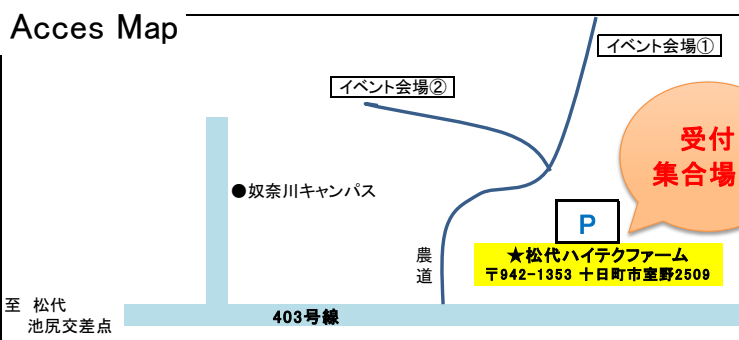 Acces Map
イベント会場①
イベント会場②
受付
集合場
●奴奈川キャンパス
P
農道
★松代ハイテクファーム
〒942-1353 十日町市室野2509
至 松代
池尻交差点
403号線